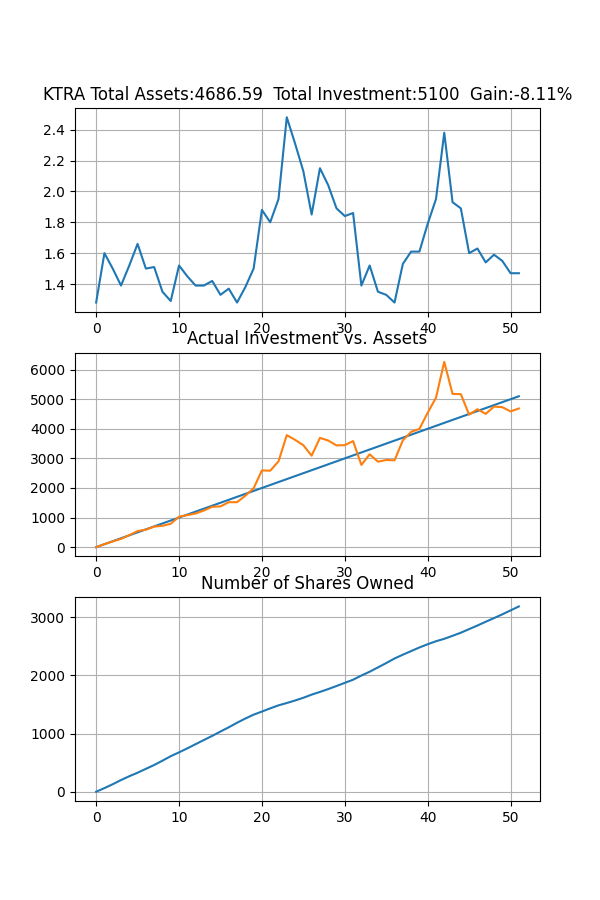 KTRA Total Assets:4686.59 Total Investment:5100 Gain:-8.11%
2.4
2.2
2.0
1.8
1.6
1.4
0 10 20 30 40 50
Actual Investment vs. Assets
6000
5000
4000
3000
2000
1000
0
0 10 20 30 40 50
Number of Shares Owned
3000
2000
1000
0
0 10 20 30 40 50